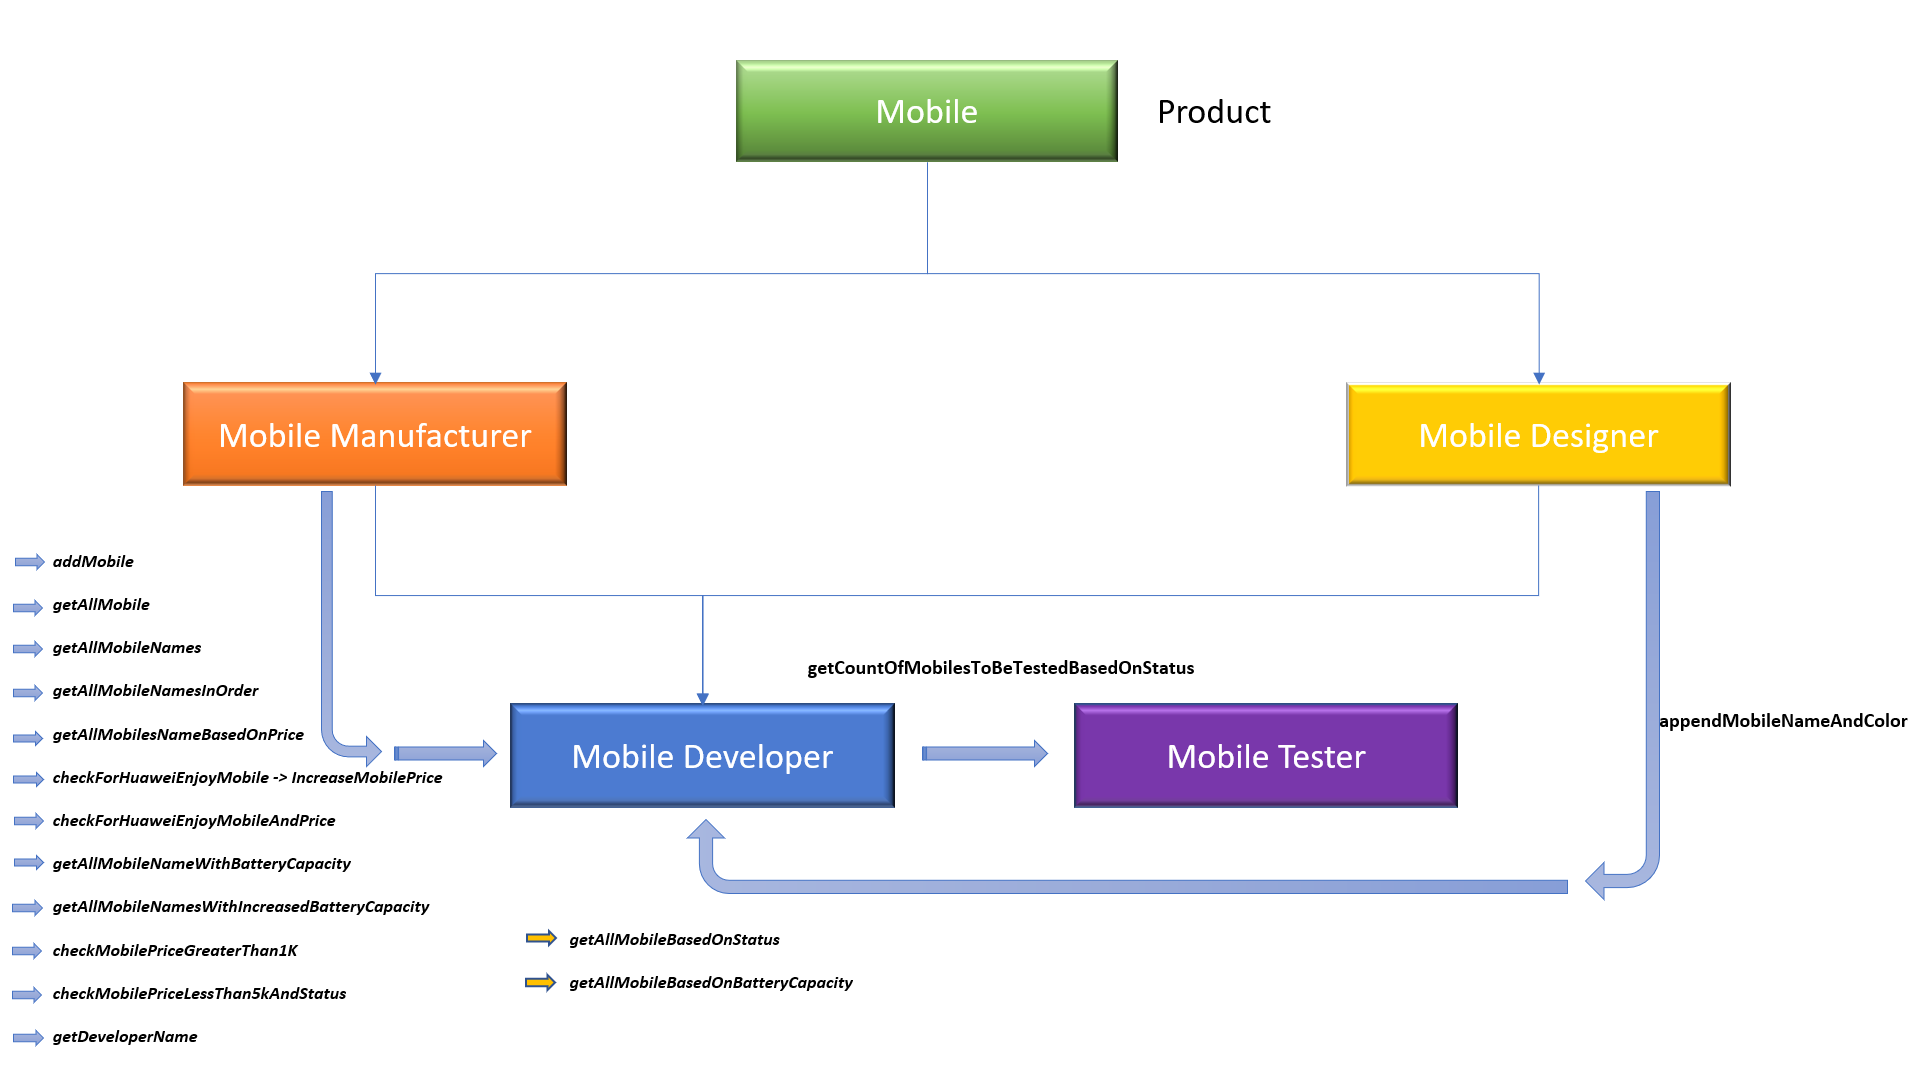 Mobile
Product
Mobile Manufacturer
Mobile Designer
addMobile
getAllMobile
getAllMobileNames
getAllMobileNamesInOrder
getAllMobilesNameBasedOnPrice
checkForHuaweiEnjoyMobile -> IncreaseMobilePrice
checkForHuaweiEnjoyMobileAndPrice
getAllMobileNameWithBatteryCapacity
getAllMobileNamesWithIncreasedBatteryCapacity
checkMobilePriceGreaterThan1K
checkMobilePriceLessThan5kAndStatus
getDeveloperName
getCountOfMobilesToBeTestedBasedOnStatus
Mobile Developer
Mobile Tester
appendMobileNameAndColor
getAllMobileBasedOnStatus
getAllMobileBasedOnBatteryCapacity